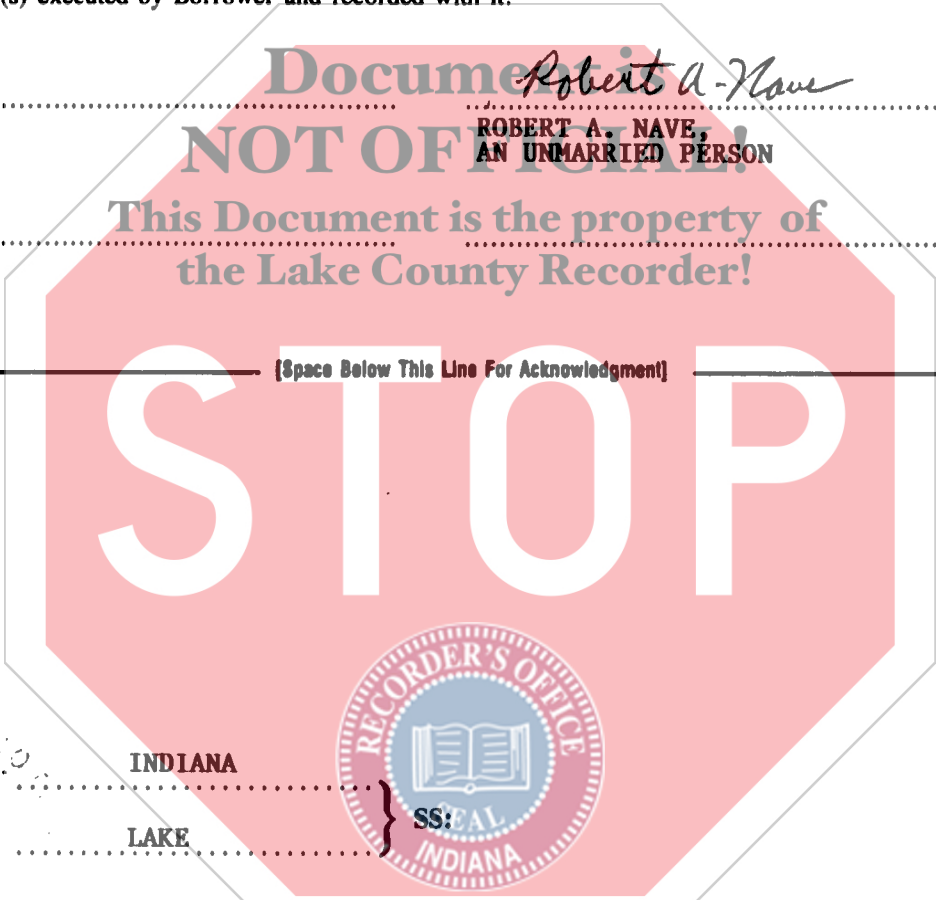 (s) executed by Borrower and recorded with it.
Document is
Robert A. Nave
NOT OFFICIAL!
ROBERT A. NAVE,
AN UNMARRIED PERSON
This Document is the property of
the Lake County Recorder!
[Space Below This Line For Acknowledgment]
STOP
RECORDER'S OFFICE
INDIANA
LAKE
SS:
SEAL
INDIANA